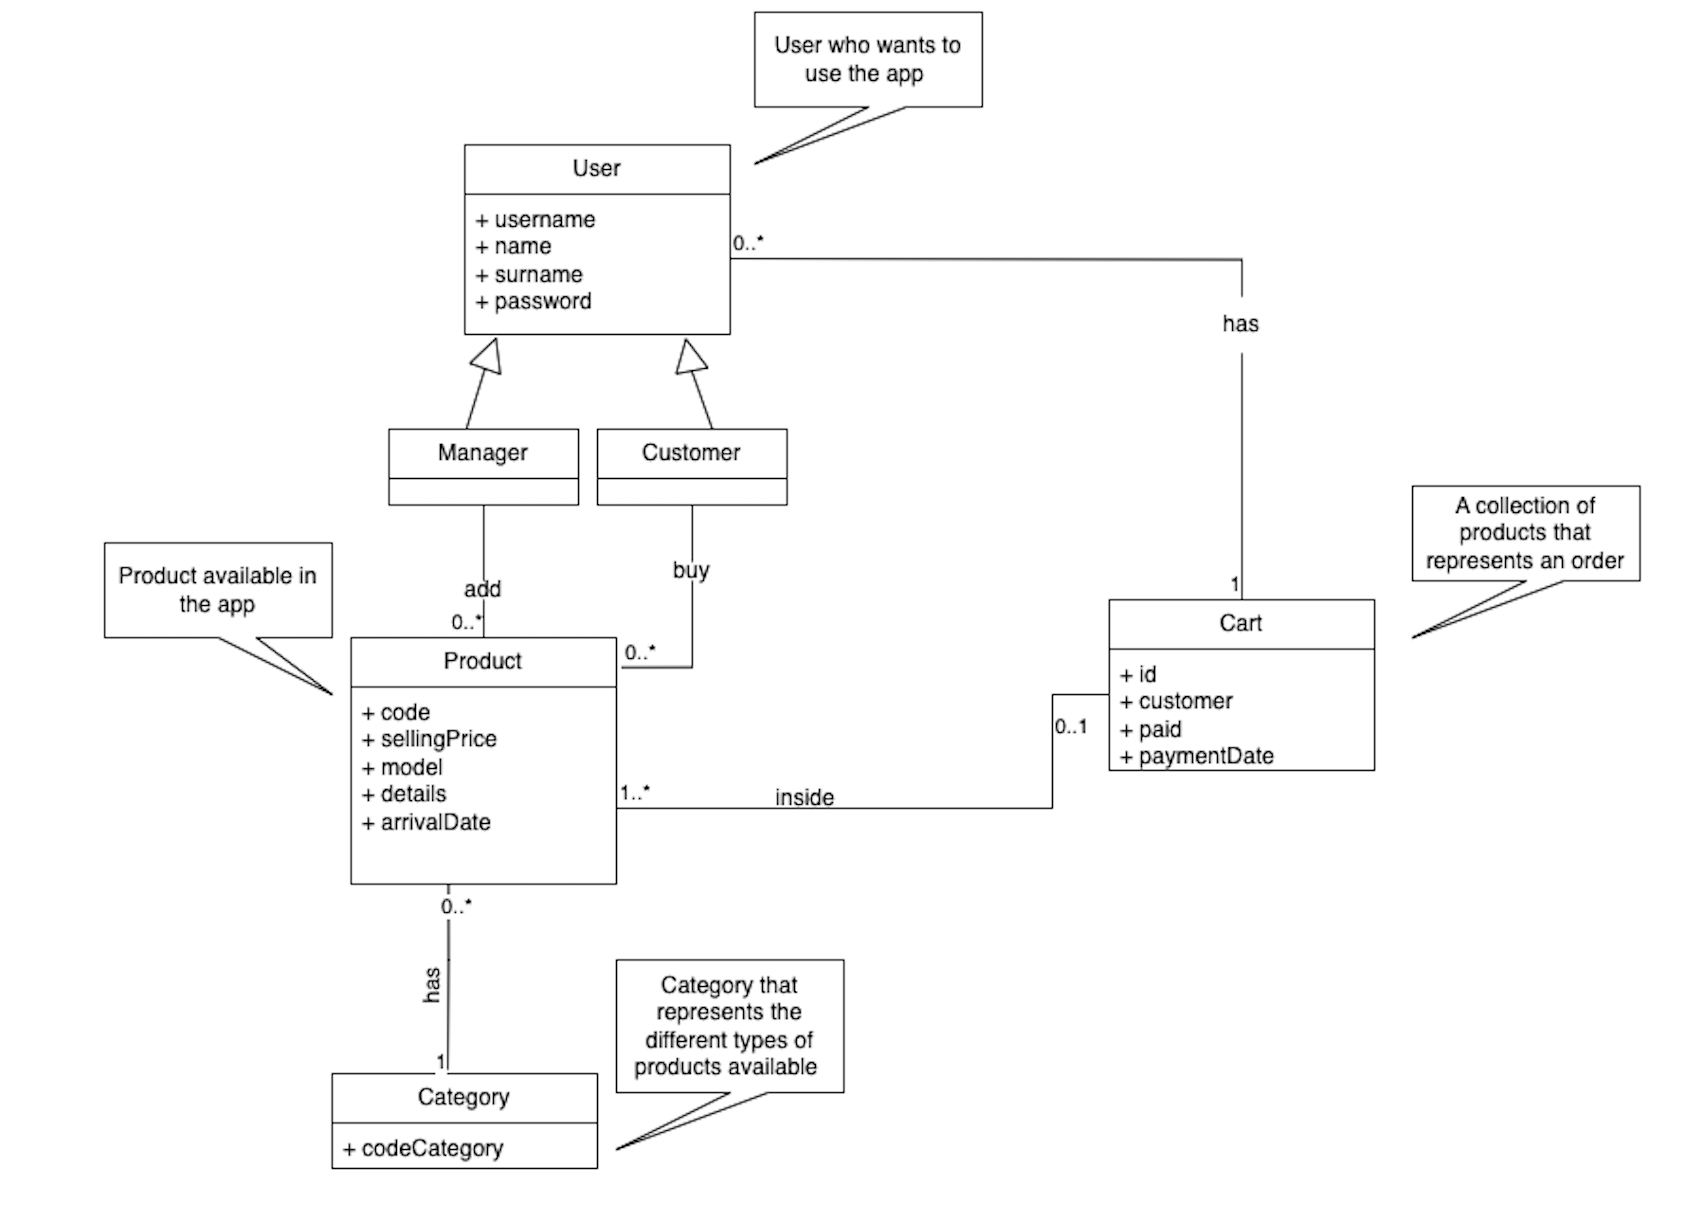 User who wants to
use the app
User
+ username
+ name
+ surname
+ password
0..*
has
1
Manager
Customer
add
0..*
buy
0..*
Product available in
the app
Product
+ code
+ sellingPrice
+ model
+ details
+ arrivalDate
A collection of
products that
represents an order
Cart
+ id
+ customer
+ paid
+ paymentDate
0..1
1..*
inside
0..*
has
1
Category that
represents the
different types of
products available
Category
+ codeCategory